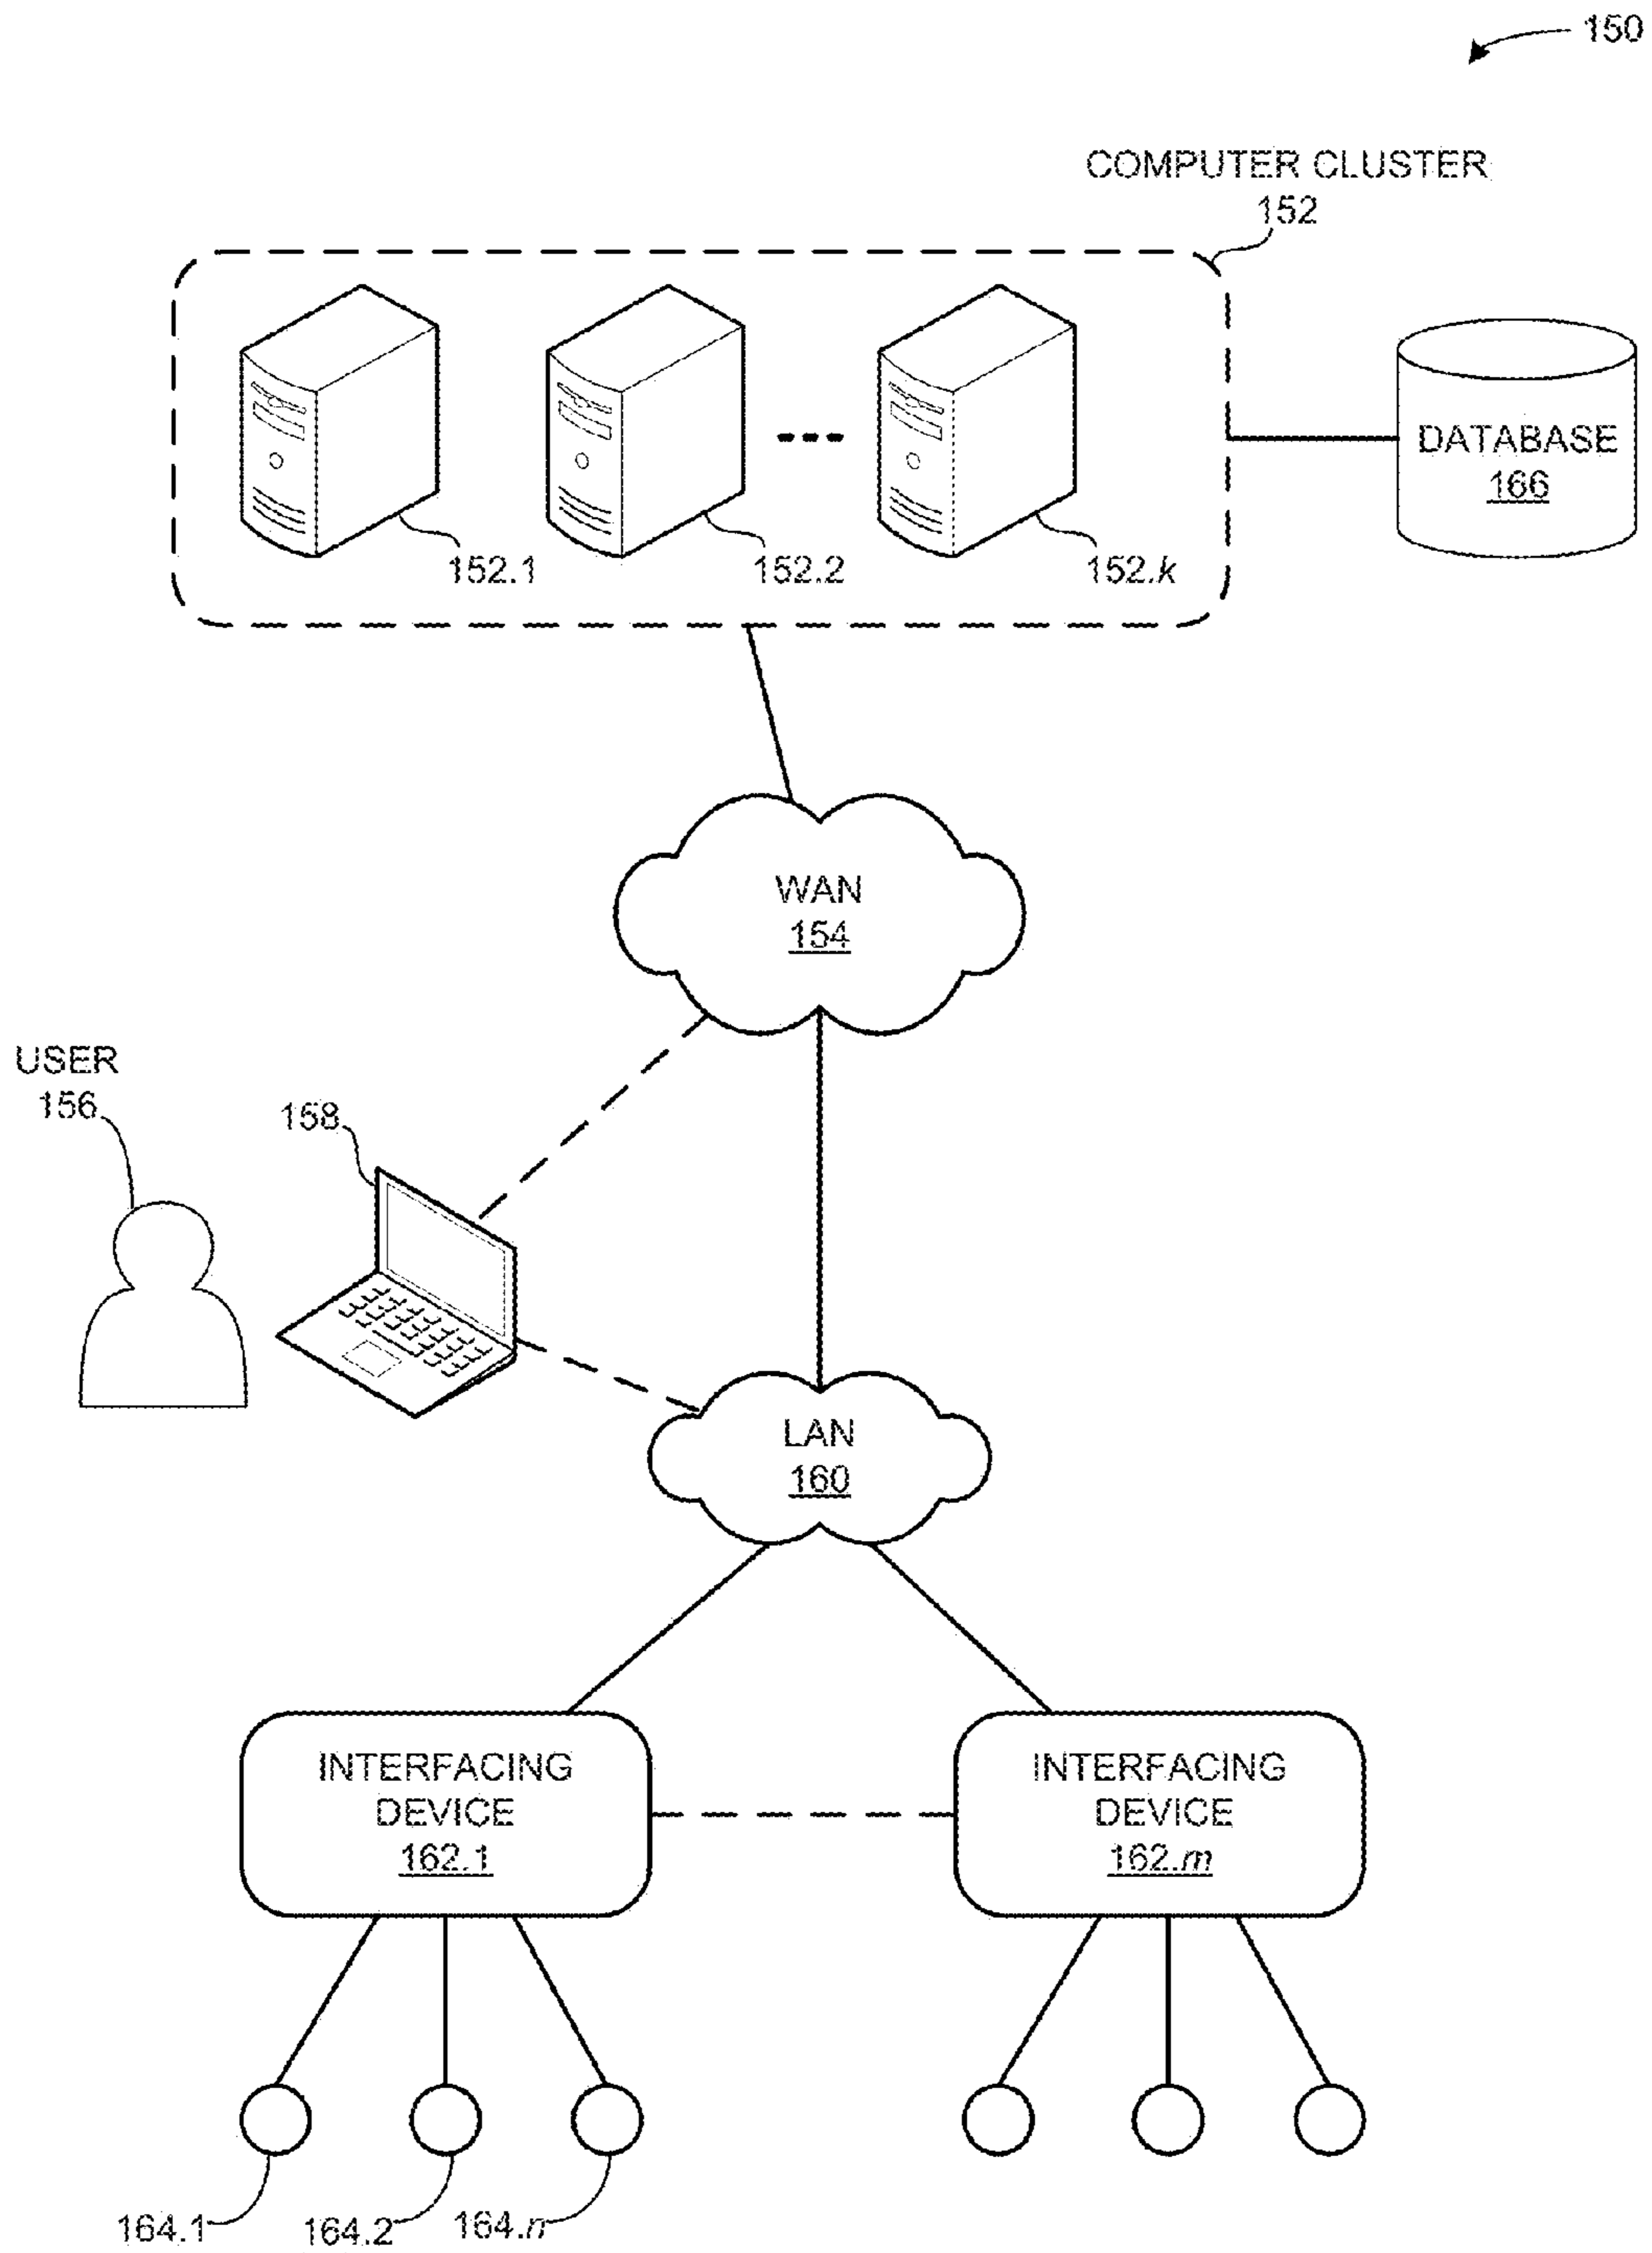 150
COMPUTER CLUSTER
152
152.1
152.2
152.k
DATABASE
166
WAN
154
USER
156
158
LAN
160
INTERFACING
DEVICE
162.1
INTERFACING
DEVICE
162.m
164.1
164.2
164.n